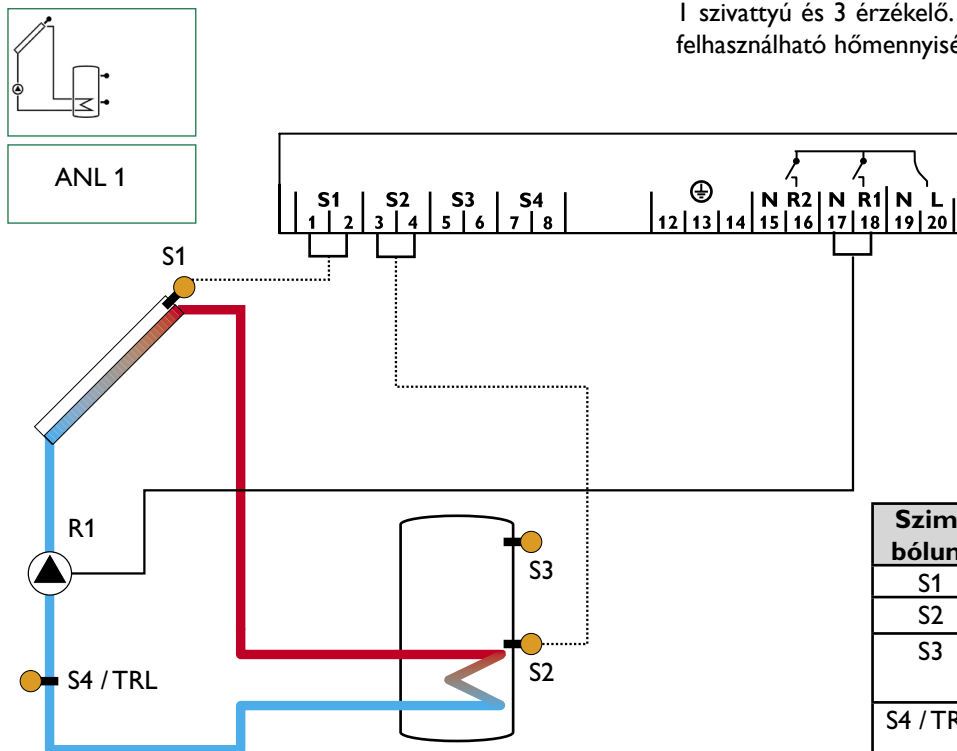 1 szivattyú és 3 érzékelő.
felhasználható
ANL 1
S1 S2 S3 S4 N R2 N R1 N L
1 2 3 4 5 6 7 8 12 13 14 15 16 17 18 19 20
S1
R1
S3
S2
S4 / TRL
Szim
bólun
S1
S2
S3
S4 / TR